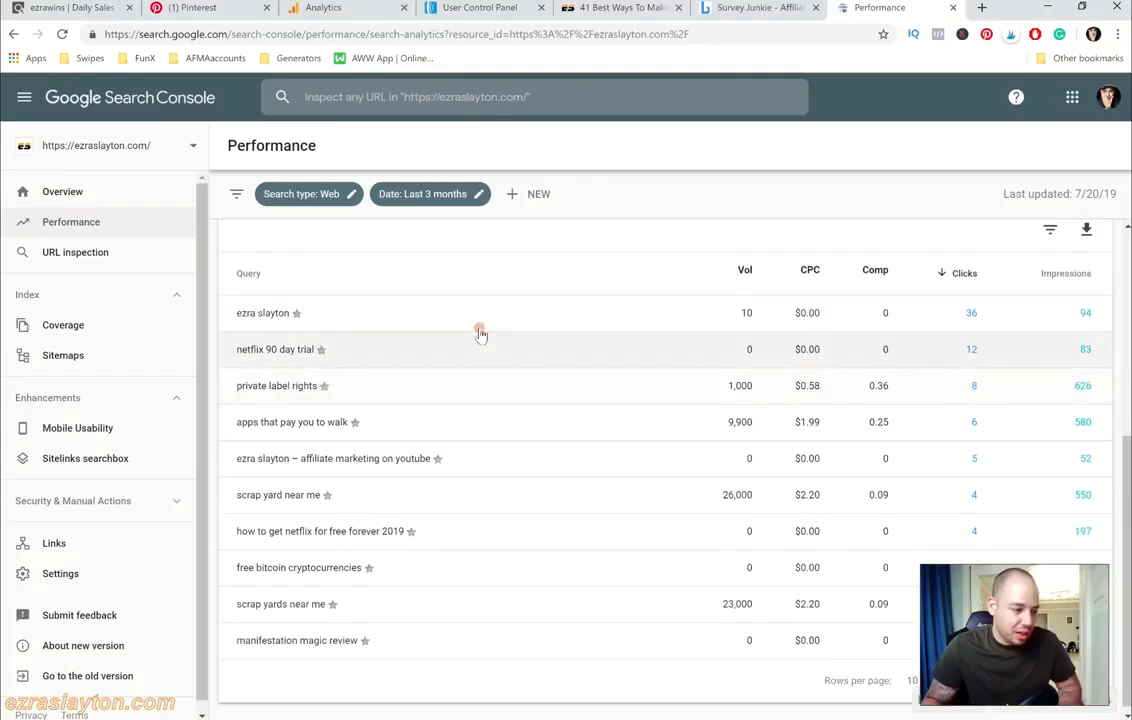 ezrawins | Daily Sales
(1) Pinterest
Analytics
User Control Panel
41 Best Ways To Make
Survey Junkie - Affilia
Performance
https://search.google.com/search-console/performance/search-analytics?resource_id=https%3A%2F%2Fezraslayton.com%2F
IQ
Apps
Swipes
FunX
AFMAaccounts
Generators
AWW App | Online...
Other bookmarks
Google Search Console
Inspect any URL in "https://ezraslayton.com/"
ES https://ezraslayton.com/
Performance
Overview
Performance
URL inspection
Index
Coverage
Sitemaps
Enhancements
Mobile Usability
Sitelinks searchbox
Security & Manual Actions
Links
Settings
Submit feedback
About new version
Go to the old version
Privacy Terms
ezraslayton.com
Search type: Web
Date: Last 3 months
NEW
Last updated: 7/20/19
Query Vol CPC Comp Clicks Impressions
ezra slayton 10 $0.00 0 36 94
netflix 90 day trial 0 $0.00 0 12 83
private label rights 1,000 $0.58 0.36 8 626
apps that pay you to walk 9,900 $1.99 0.25 6 580
ezra slayton – affiliate marketing on youtube 0 $0.00 0 5 52
scrap yard near me 26,000 $2.20 0.09 4 550
how to get netflix for free forever 2019 0 $0.00 0 4 197
free bitcoin cryptocurrencies 0 $0.00 0
scrap yards near me 23,000 $2.20 0.09
manifestation magic review 0 $0.00 0
Rows per page: 10